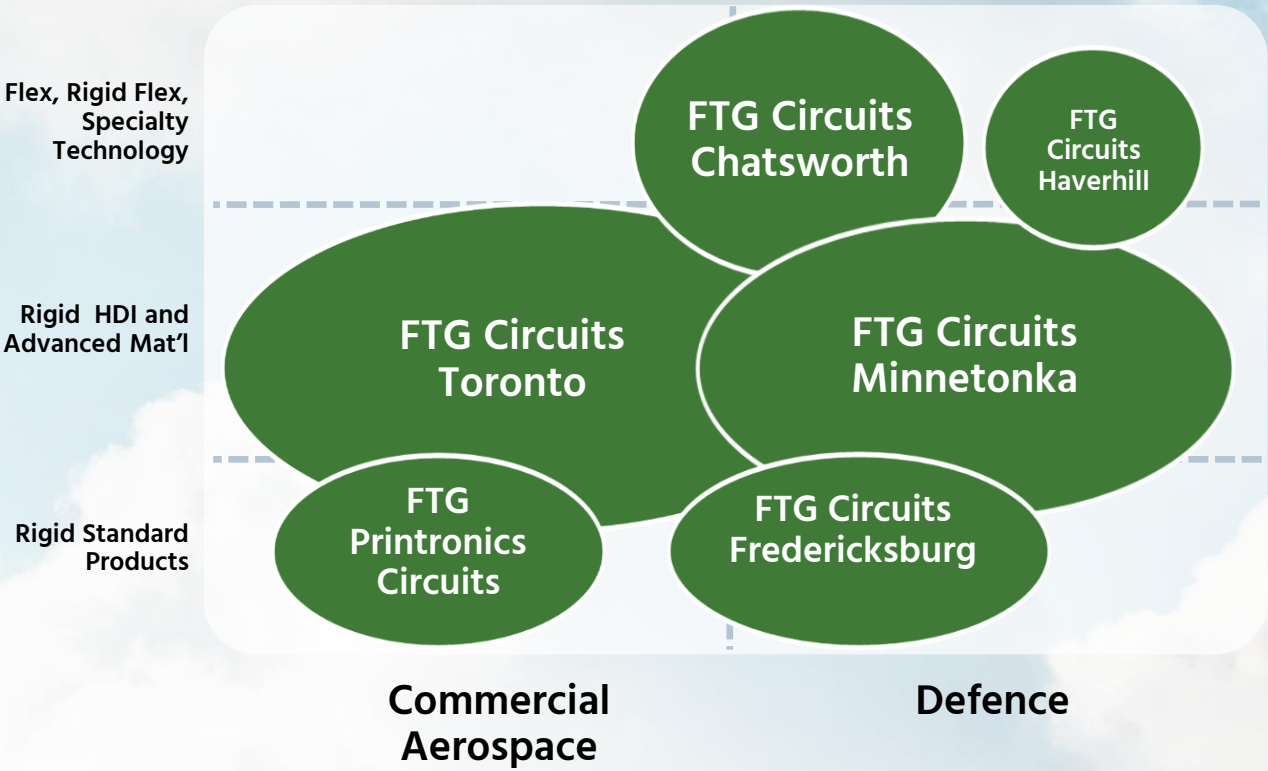 Flex, Rigid Flex,
Specialty
Technology
FTG Circuits
Chatsworth
FTG
Circuits
Haverhill
Rigid HDI and
Advanced Mat'l
FTG Circuits
Toronto
FTG Circuits
Minnetonka
Rigid Standard
Products
FTG
Printronics
Circuits
FTG Circuits
Fredericksburg
Commercial
Aerospace
Defence